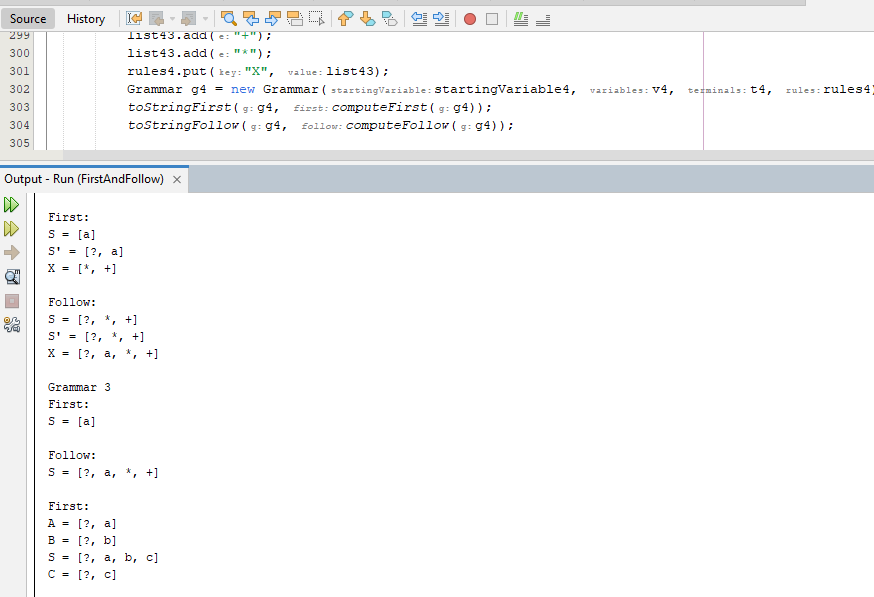 Source History
299 list43.add( e: "+");
300 list43.add( e: "*");
301 rules4.put( key: "X", value: list43);
302 Grammar g4 = new Grammar( startingVariable: startingVariable4, variables: v4, terminals: t4, rules: rules4)
303 toStringFirst( g: g4, first: computeFirst( g: g4));
304 toStringFollow( g: g4, follow: computeFollow( g: g4));
305
Output - Run (FirstAndFollow) ×
First:
S = [a]
S' = [?, a]
X = [*, +]
Follow:
S = [?, *, +]
S' = [?, *, +]
X = [?, a, *, +]
Grammar 3
First:
S = [a]
Follow:
S = [?, a, *, +]
First:
A = [?, a]
B = [?, b]
S = [?, a, b, c]
C = [?, c]